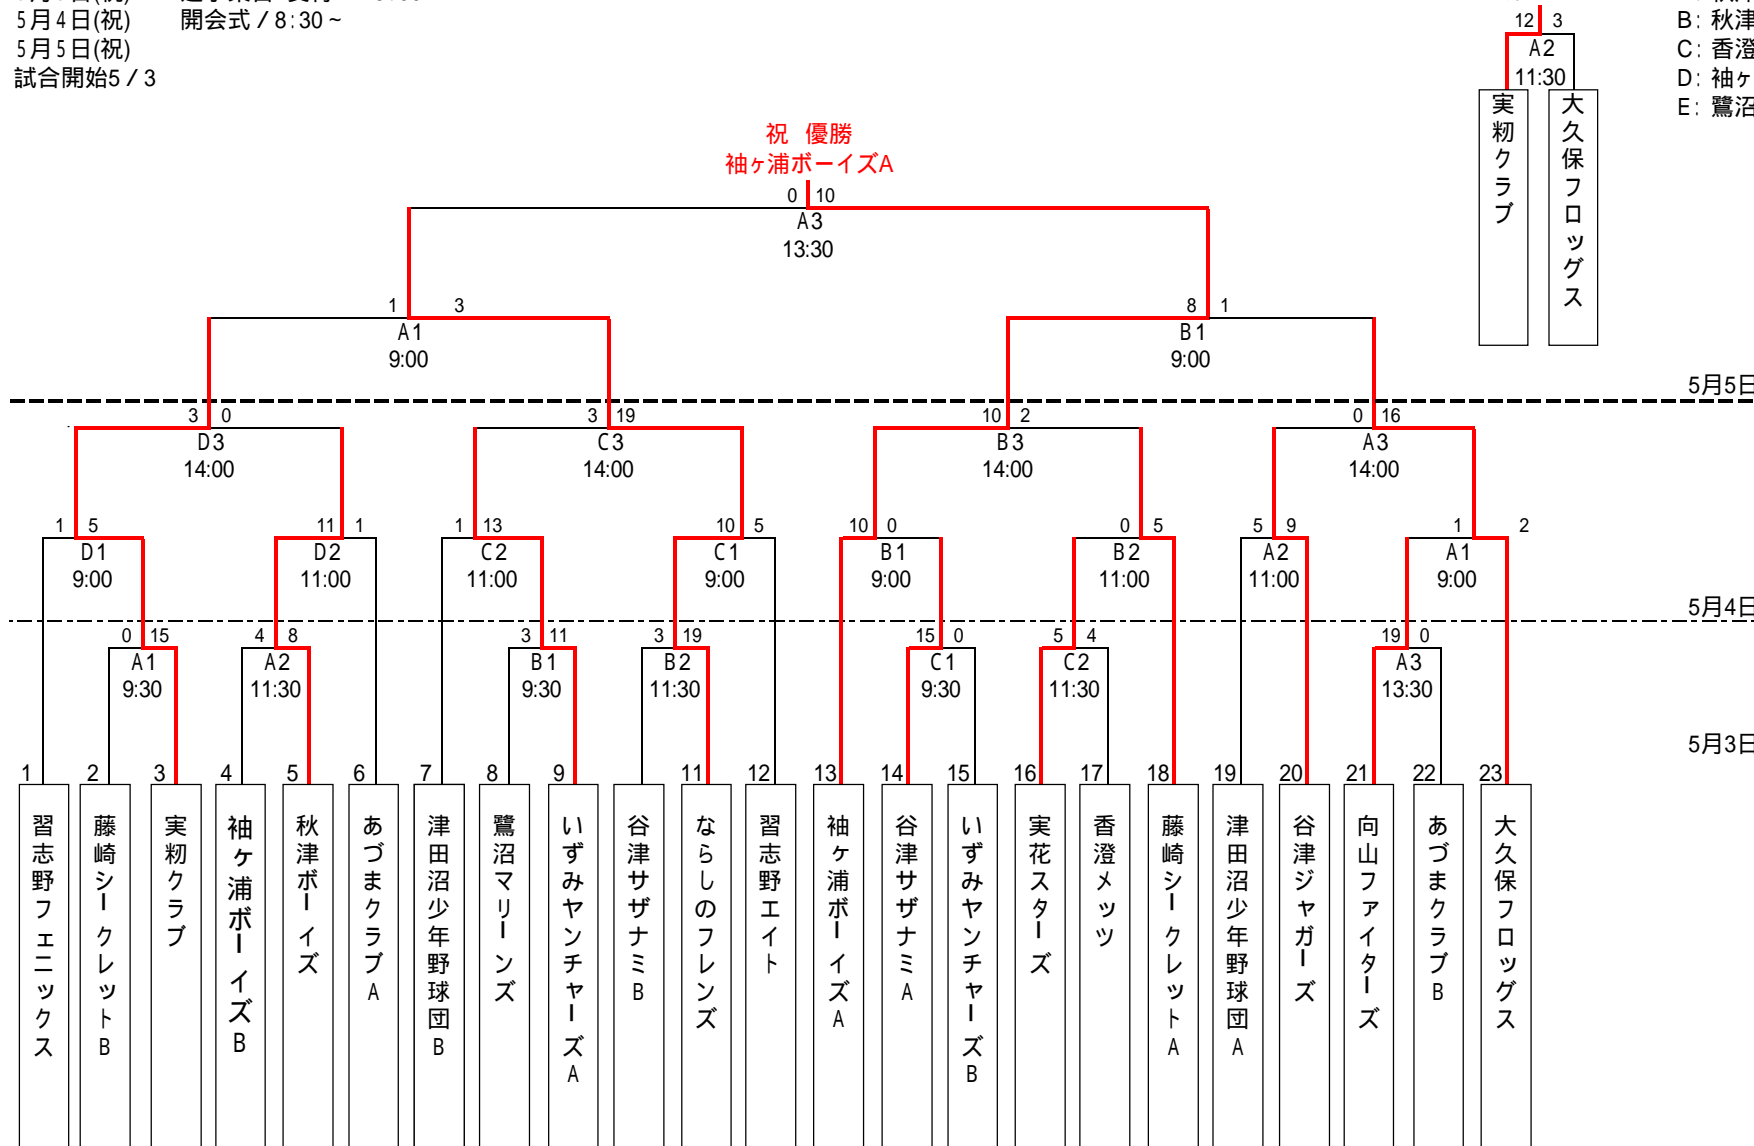 5月4日(祝) 開会式 / 8:30 ~
5月5日(祝)
試合開始5 / 3
B: 秋津
C: 香澄
D: 袖ヶ
E: 鷺沼
12 3
A2
11:30
実籾クラブ
大久保フロッグス
祝 優勝
袖ヶ浦ボーイズA
0 10
A3
13:30
1 3
A1
9:00
8 1
B1
9:00
5月5日
3 0
D3
14:00
3 19
C3
14:00
10 2
B3
14:00
0 16
A3
14:00
1 5
D1
9:00
11 1
D2
11:00
1 13
C2
11:00
10 5
C1
9:00
10 0
B1
9:00
0 5
B2
11:00
5 9
A2
11:00
1 2
A1
9:00
5月4日
0 15
A1
9:30
4 8
A2
11:30
3 11
B1
9:30
3 19
B2
11:30
15 0
C1
9:30
5 4
C2
11:30
19 0
A3
13:30
5月3日
1 2 3 4 5 6 7 8 9 11 12 13 14 15 16 17 18 19 20 21 22 23
習志野フェニックス
藤崎シークレットB
実籾クラブ
袖ヶ浦ボーイズB
秋津ボーイズ
あづまクラブA
津田沼少年野球団B
鷺沼マリーンズ
いずみヤンチャーズA
谷津サザナミB
ならしのフレンズ
習志野エイト
袖ヶ浦ボーイズA
谷津サザナミA
いずみヤンチャーズB
実花スターズ
香澄メッツ
藤崎シークレットA
津田沼少年野球団A
谷津ジャガーズ
向山ファイターズ
あづまクラブB
大久保フロッグス